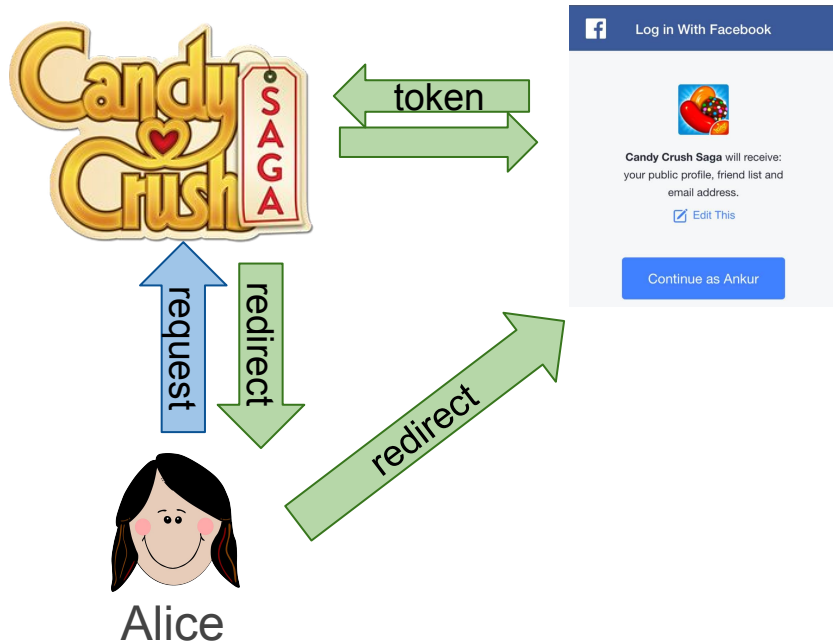 Candy
Crush
SAGA
token
Log in With Facebook
Candy Crush Saga will receive:
your public profile, friend list and
email address.
Edit This
Continue as Ankur
request
redirect
redirect
Alice